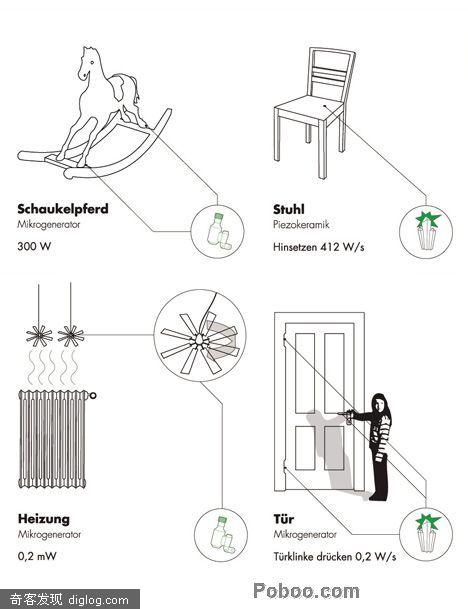 Schaukelpferd
Mikrogenerator
300 W
Stuhl
Piezokeramik
Hinsetzen 412 W/s
Heizung
Mikrogenerator
0,2 mW
Tür
Mikrogenerator
Türklinke drücken 0,2 W/s
奇客发现 diglog.com
Poboo.com